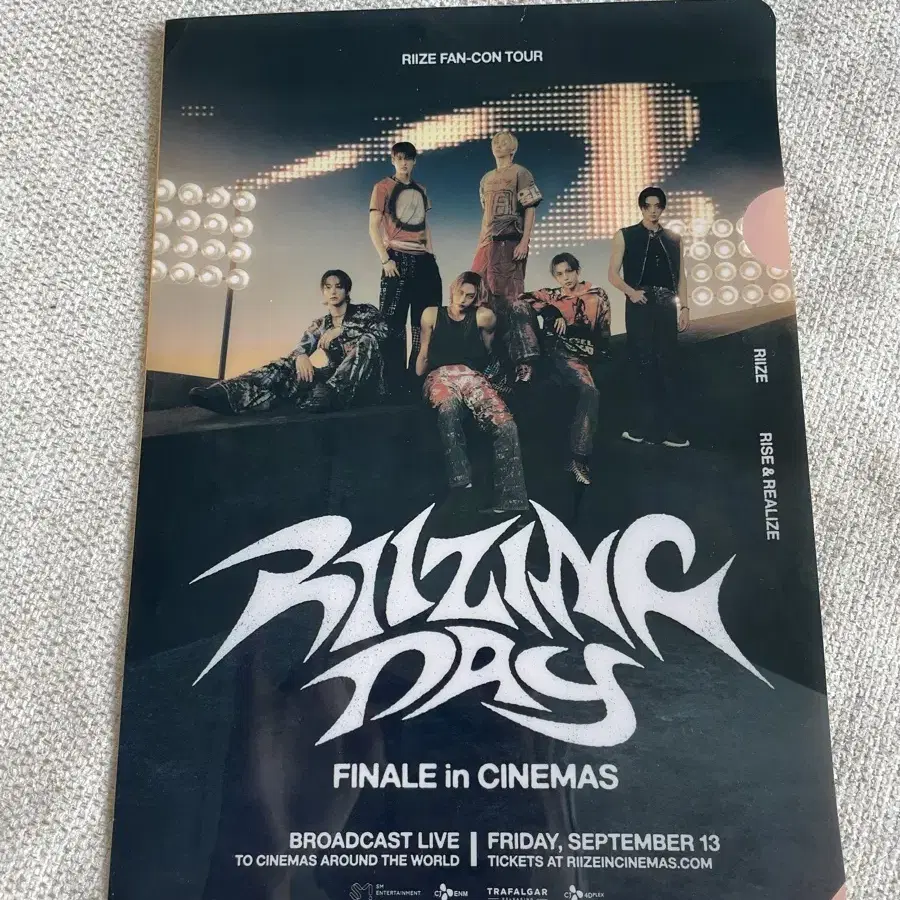 RIIZE FAN-CON TOUR
RIIZE
RISE & REALIZE
RIIZING
DAY
FINALE in CINEMAS
BROADCAST LIVE
TO CINEMAS AROUND THE WORLD
FRIDAY, SEPTEMBER 13
TICKETS AT RIIZEINCINEMAS.COM
SM
ENTERTAINMENT
CJ ENM
TRAFALGAR
RELEASING
CJ 4DPLEX